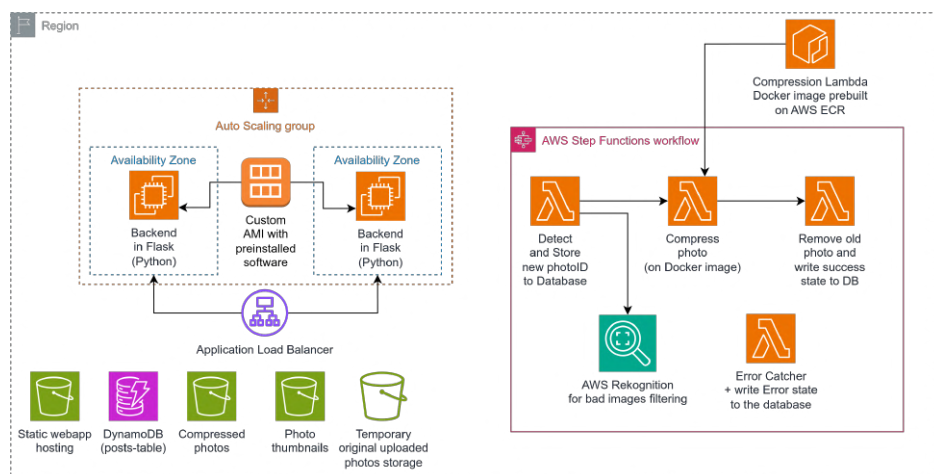 Region
Compression Lambda
Docker image prebuilt
on AWS ECR
Auto Scaling group
AWS Step Functions workflow
Availability Zone
Availability Zone
Backend
in Flask
(Python)
Custom
AMI with
preinstalled
software
Backend
in Flask
(Python)
Detect
and Store
new photoID
to Database
Compress
photo
(on Docker image)
Remove old
photo and
write success
state to DB
Application Load Balancer
AWS Rekognition
for bad images filtering
Error Catcher
+ write Error state
to the database
Static webapp
hosting
DynamoDB
(posts-table)
Compressed
photos
Photo
thumbnails
Temporary
original uploaded
photos storage